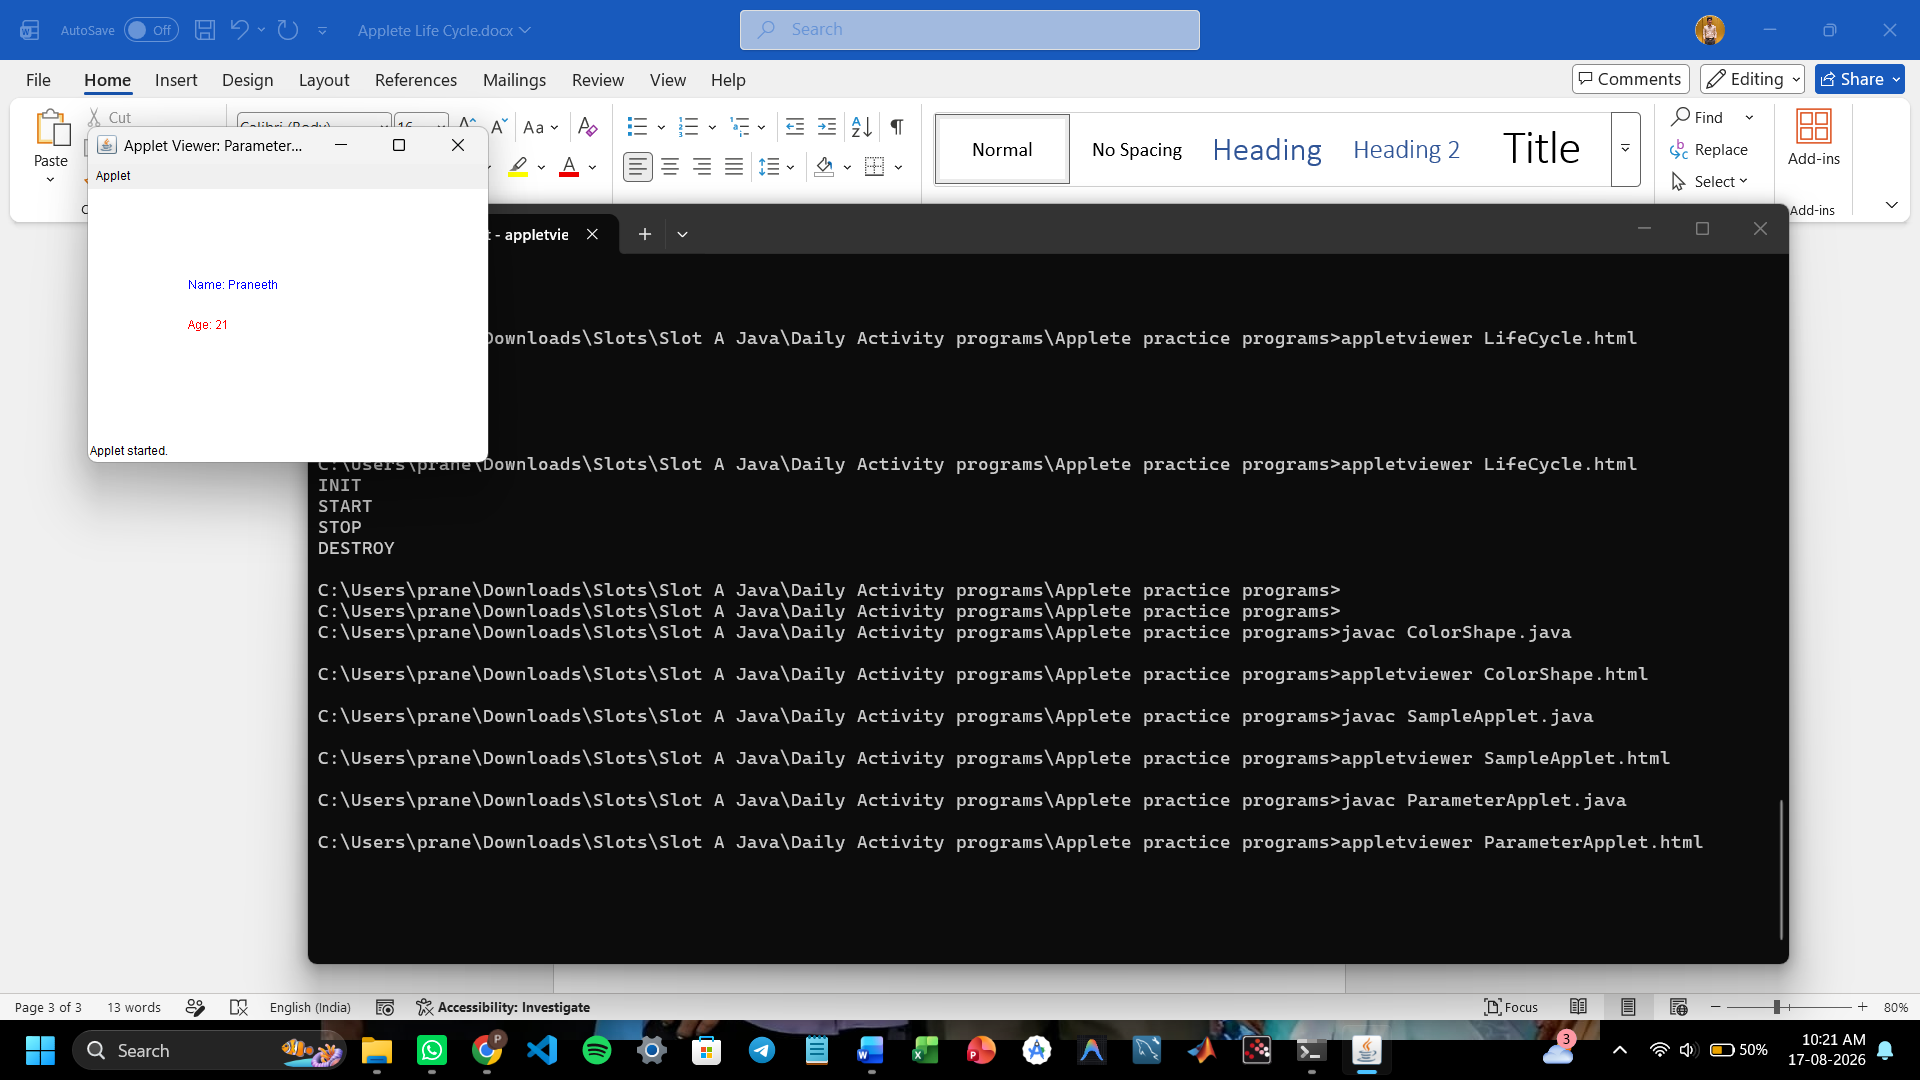 AutoSave Off Applete Life Cycle.docx Search
File Home Insert Design Layout References Mailings Review View Help Comments Editing Share
Paste Cut Aa Normal No Spacing Heading Heading 2 Title Find Replace Select Add-ins
Add-ins
Applet Viewer: Parameter...
Applet
Name: Praneeth
Age: 21
Applet started.
- appletvie
Downloads\Slots\Slot A Java\Daily Activity programs\Applete practice programs>appletviewer LifeCycle.html
C:\Users\prane\Downloads\Slots\Slot A Java\Daily Activity programs\Applete practice programs>appletviewer LifeCycle.html
INIT
START
STOP
DESTROY
C:\Users\prane\Downloads\Slots\Slot A Java\Daily Activity programs\Applete practice programs>
C:\Users\prane\Downloads\Slots\Slot A Java\Daily Activity programs\Applete practice programs>
C:\Users\prane\Downloads\Slots\Slot A Java\Daily Activity programs\Applete practice programs>javac ColorShape.java
C:\Users\prane\Downloads\Slots\Slot A Java\Daily Activity programs\Applete practice programs>appletviewer ColorShape.html
C:\Users\prane\Downloads\Slots\Slot A Java\Daily Activity programs\Applete practice programs>javac SampleApplet.java
C:\Users\prane\Downloads\Slots\Slot A Java\Daily Activity programs\Applete practice programs>appletviewer SampleApplet.html
C:\Users\prane\Downloads\Slots\Slot A Java\Daily Activity programs\Applete practice programs>javac ParameterApplet.java
C:\Users\prane\Downloads\Slots\Slot A Java\Daily Activity programs\Applete practice programs>appletviewer ParameterApplet.html
Page 3 of 3 13 words English (India) Accessibility: Investigate Focus 80%
Search 3 50% 10:21 AM
17-08-2026